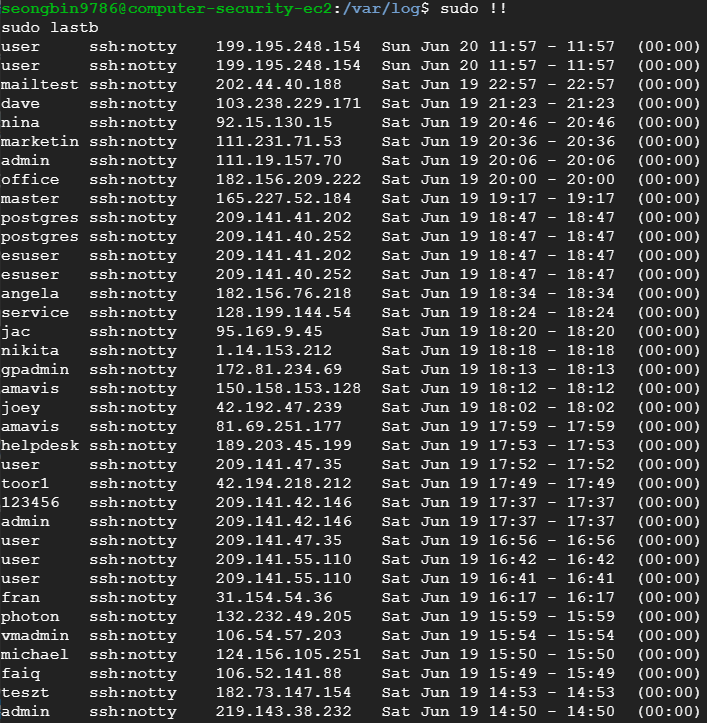 seongbin9786@computer-security-ec2:/var/log$ sudo !!
sudo lastb
user     ssh:notty    199.195.248.154  Sun Jun 20 11:57 - 11:57  (00:00)
user     ssh:notty    199.195.248.154  Sun Jun 20 11:57 - 11:57  (00:00)
mailtest ssh:notty    202.44.40.188    Sat Jun 19 22:57 - 22:57  (00:00)
dave     ssh:notty    103.238.229.171  Sat Jun 19 21:23 - 21:23  (00:00)
nina     ssh:notty    92.15.130.15     Sat Jun 19 20:46 - 20:46  (00:00)
marketin ssh:notty    111.231.71.53    Sat Jun 19 20:36 - 20:36  (00:00)
admin    ssh:notty    111.19.157.70    Sat Jun 19 20:06 - 20:06  (00:00)
office   ssh:notty    182.156.209.222  Sat Jun 19 20:00 - 20:00  (00:00)
master   ssh:notty    165.227.52.184   Sat Jun 19 19:17 - 19:17  (00:00)
postgres ssh:notty    209.141.41.202   Sat Jun 19 18:47 - 18:47  (00:00)
postgres ssh:notty    209.141.40.252   Sat Jun 19 18:47 - 18:47  (00:00)
esuser   ssh:notty    209.141.41.202   Sat Jun 19 18:47 - 18:47  (00:00)
esuser   ssh:notty    209.141.40.252   Sat Jun 19 18:47 - 18:47  (00:00)
angela   ssh:notty    182.156.76.218   Sat Jun 19 18:34 - 18:34  (00:00)
service  ssh:notty    128.199.144.54   Sat Jun 19 18:24 - 18:24  (00:00)
jac      ssh:notty    95.169.9.45      Sat Jun 19 18:20 - 18:20  (00:00)
nikita   ssh:notty    1.14.153.212     Sat Jun 19 18:18 - 18:18  (00:00)
gpadmin  ssh:notty    172.81.234.69    Sat Jun 19 18:13 - 18:13  (00:00)
amavis   ssh:notty    150.158.153.128  Sat Jun 19 18:12 - 18:12  (00:00)
joey     ssh:notty    42.192.47.239    Sat Jun 19 18:02 - 18:02  (00:00)
amavis   ssh:notty    81.69.251.177    Sat Jun 19 17:59 - 17:59  (00:00)
helpdesk ssh:notty    189.203.45.199   Sat Jun 19 17:53 - 17:53  (00:00)
user     ssh:notty    209.141.47.35    Sat Jun 19 17:52 - 17:52  (00:00)
toor1    ssh:notty    42.194.218.212   Sat Jun 19 17:49 - 17:49  (00:00)
123456   ssh:notty    209.141.42.146   Sat Jun 19 17:37 - 17:37  (00:00)
admin    ssh:notty    209.141.42.146   Sat Jun 19 17:37 - 17:37  (00:00)
user     ssh:notty    209.141.47.35    Sat Jun 19 16:56 - 16:56  (00:00)
user     ssh:notty    209.141.55.110   Sat Jun 19 16:42 - 16:42  (00:00)
user     ssh:notty    209.141.55.110   Sat Jun 19 16:41 - 16:41  (00:00)
fran     ssh:notty    31.154.54.36     Sat Jun 19 16:17 - 16:17  (00:00)
photon   ssh:notty    132.232.49.205   Sat Jun 19 15:59 - 15:59  (00:00)
vmadmin  ssh:notty    106.54.57.203    Sat Jun 19 15:54 - 15:54  (00:00)
michael  ssh:notty    124.156.105.251  Sat Jun 19 15:50 - 15:50  (00:00)
faiq     ssh:notty    106.52.141.88    Sat Jun 19 15:49 - 15:49  (00:00)
teszt    ssh:notty    182.73.147.154   Sat Jun 19 14:53 - 14:53  (00:00)
admin    ssh:notty    219.143.38.232   Sat Jun 19 14:50 - 14:50  (00:00)